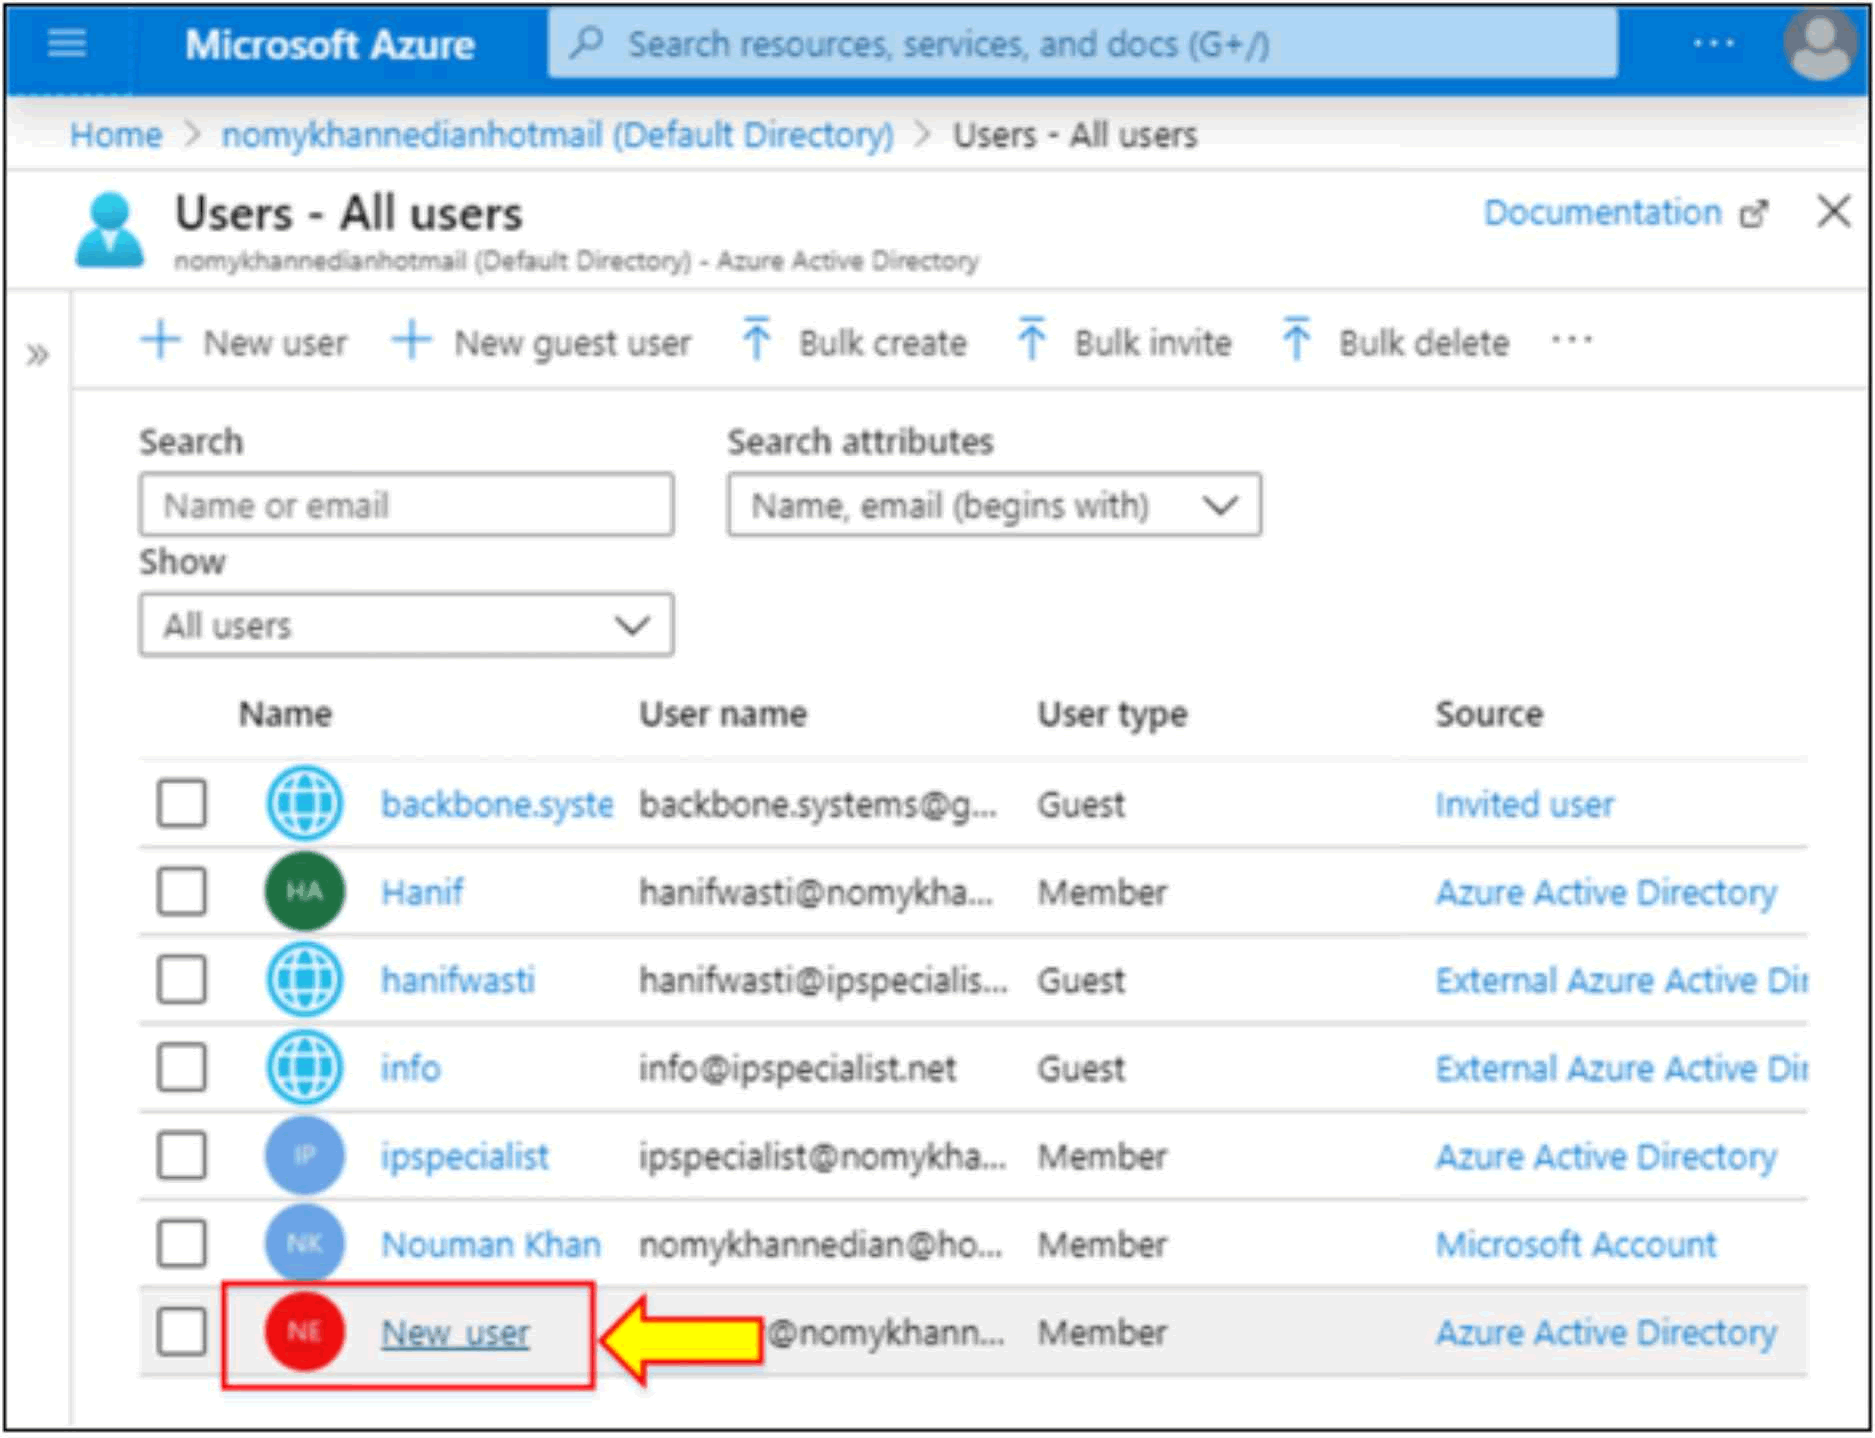 Microsoft Azure Search resources, services, and docs (G+/) ...
Home > nomykhannedianhotmail (Default Directory) > Users - All users
Users - All users Documentation
nomykhannedianhotmail (Default Directory) - Azure Active Directory
» + New user + New guest user Bulk create Bulk invite Bulk delete ...
Search Search attributes
Name or email Name, email (begins with)
Show
All users
Name User name User type Source
backbone.syste backbone.systems@g... Guest Invited user
HA Hanif hanifwasti@nomykha... Member Azure Active Directory
hanifwasti hanifwasti@ipspecialis... Guest External Azure Active Dir
info info@ipspecialist.net Guest External Azure Active Dir
IP ipspecialist ipspecialist@nomykha... Member Azure Active Directory
NK Nouman Khan nomykhannedian@ho... Member Microsoft Account
NE New_user @nomykhann... Member Azure Active Directory